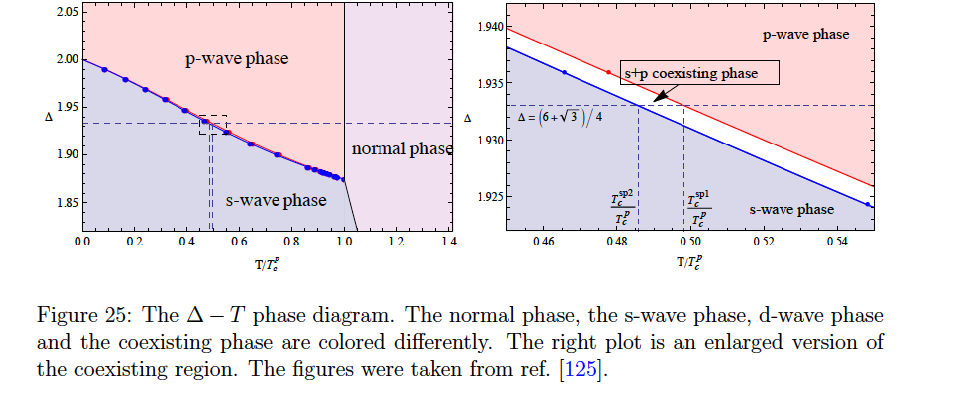 2.05
2.00
1.95
Δ
1.90
1.85
p-wave phase
normal phase
s-wave phase
0.0 0.2 0.4 0.6 0.8 1.0 1.2 1.4
T/T_c^p
1.940
1.935
Δ
1.930
1.925
p-wave phase
s+p coexisting phase
Δ = (6+√3)/4
T_c^sp2 / T_c^p
T_c^sp1 / T_c^p
s-wave phase
0.46 0.48 0.50 0.52 0.54
T/T_c^p
Figure 25: The Δ − T phase diagram. The normal phase, the s-wave phase, d-wave phase
and the coexisting phase are colored differently. The right plot is an enlarged version of
the coexisting region. The figures were taken from ref. [125].